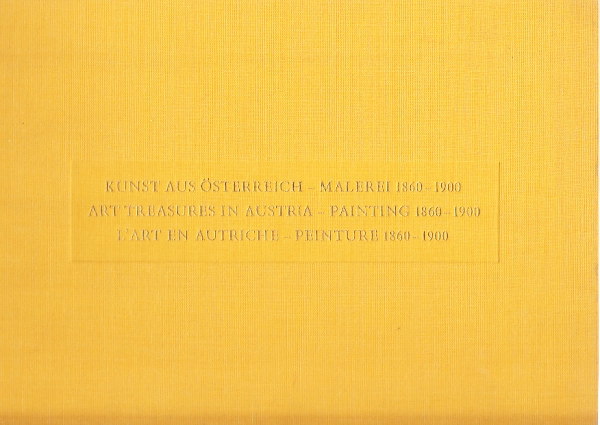 KUNST AUS ÖSTERREICH – MALEREI 1860–1900
ART TREASURES IN AUSTRIA – PAINTING 1860–1900
L'ART EN AUTRICHE – PEINTURE 1860–1900